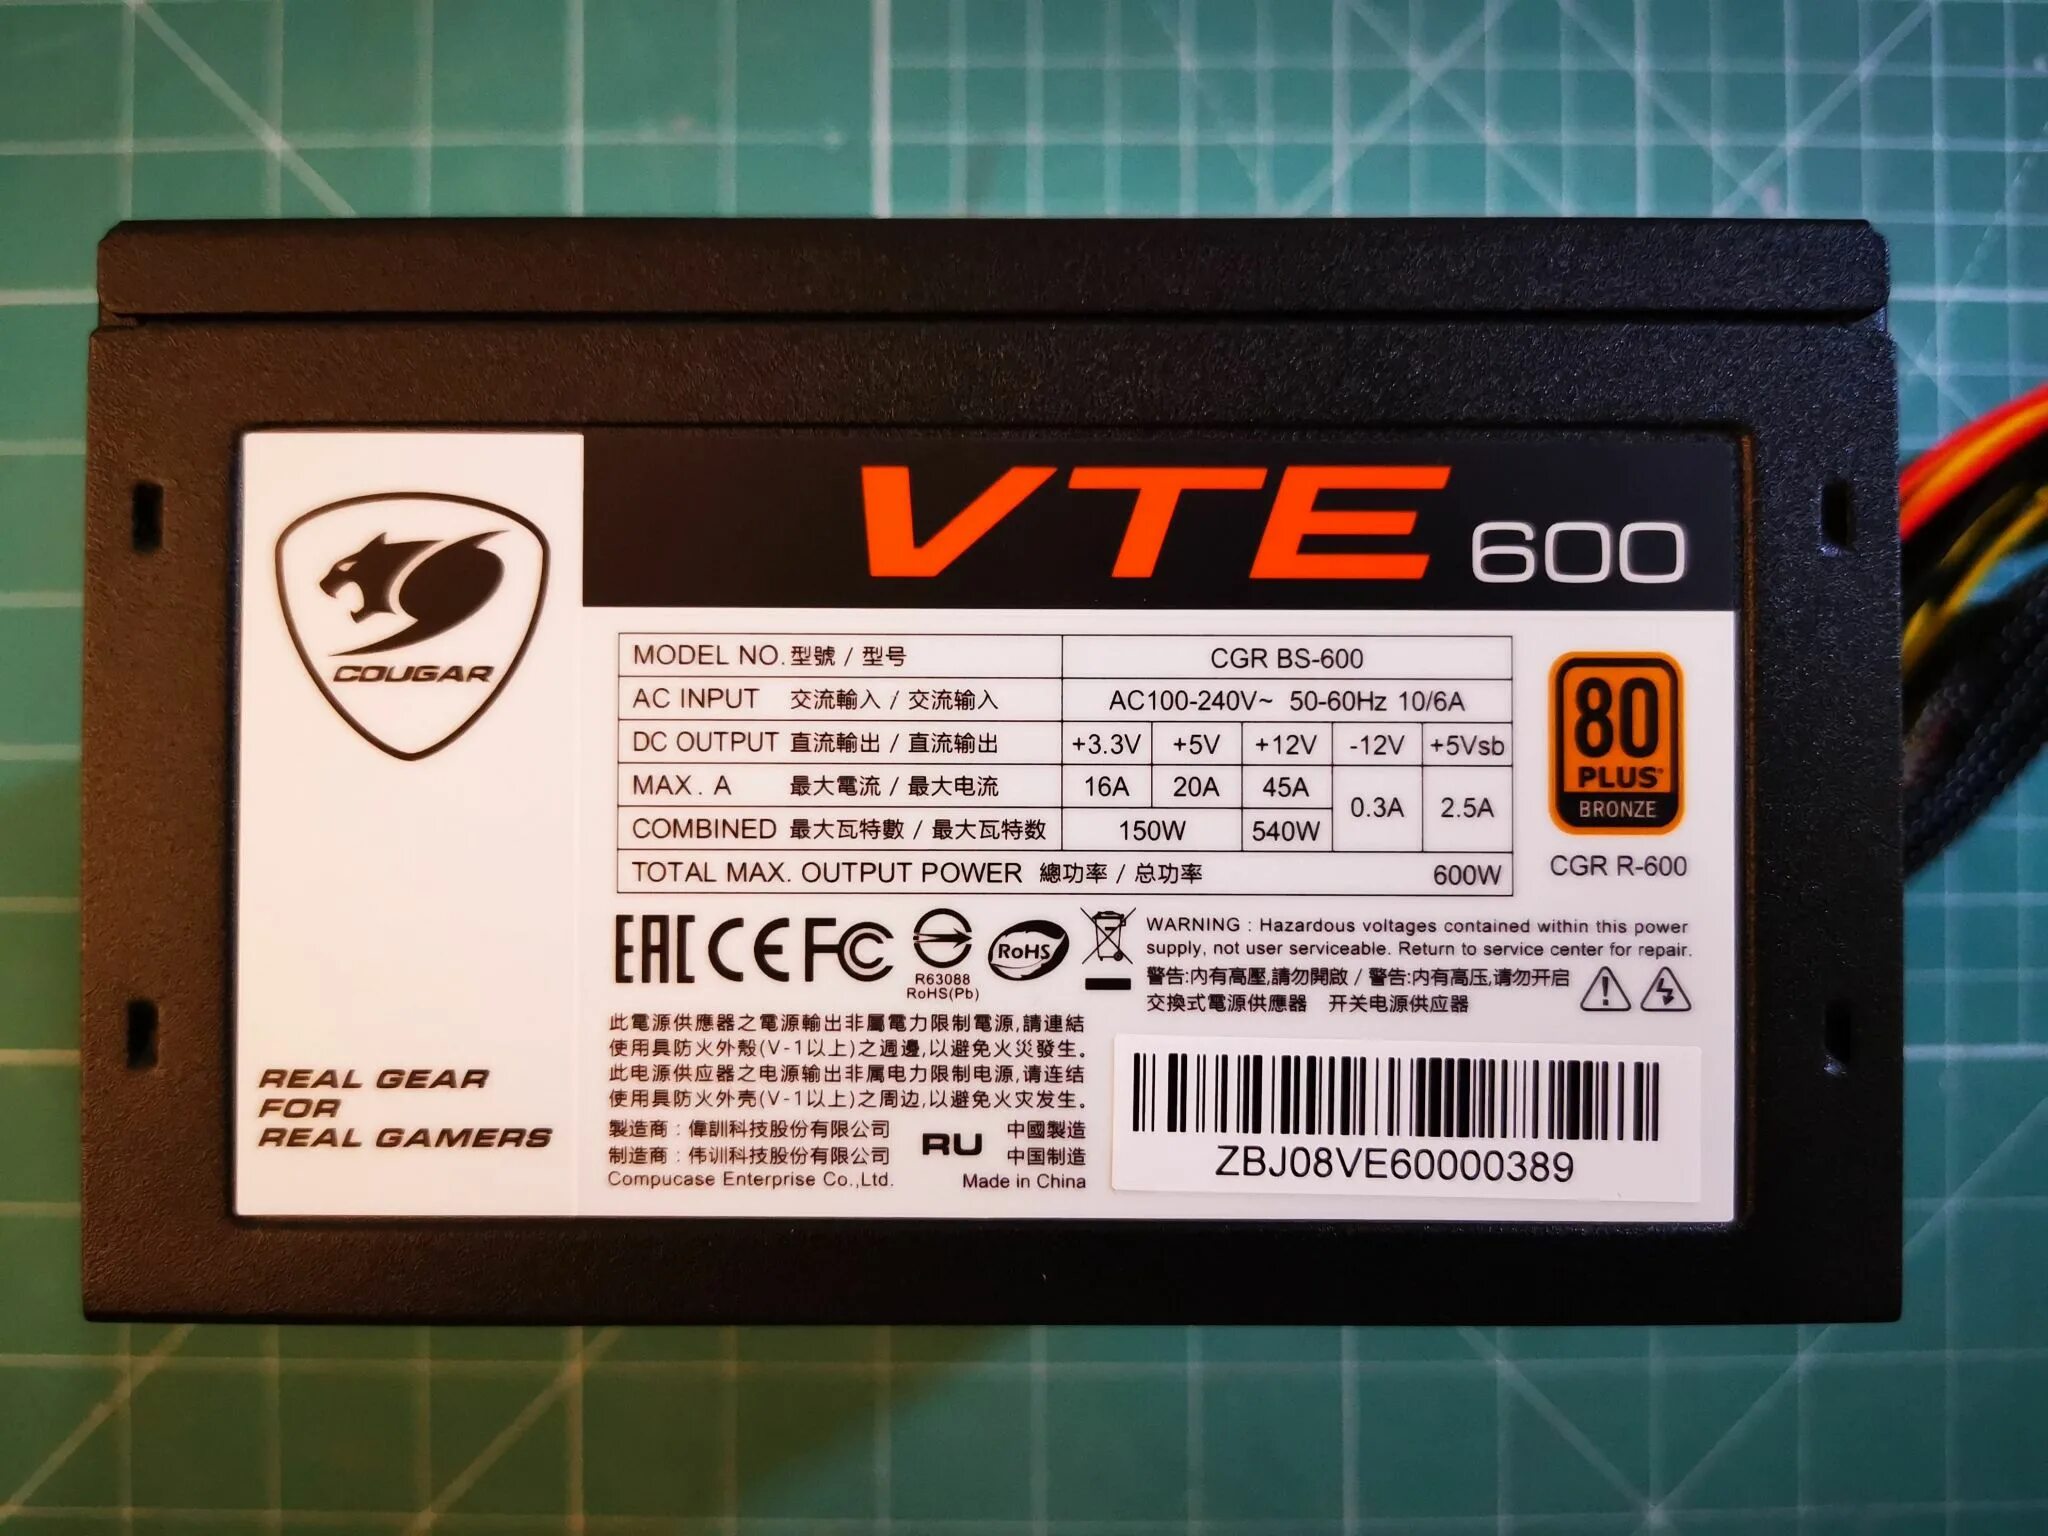 VTE 600
COUGAR
REAL GEAR
FOR
REAL GAMERS
MODEL NO. 型號 / 型号 CGR BS-600
AC INPUT 交流輸入 / 交流输入 AC100-240V~ 50-60Hz 10/6A
DC OUTPUT 直流輸出 / 直流输出 +3.3V +5V +12V -12V +5Vsb
MAX. A 最大電流 / 最大电流 16A 20A 45A 0.3A 2.5A
COMBINED 最大瓦特數 / 最大瓦特数 150W 540W
TOTAL MAX. OUTPUT POWER 總功率 / 总功率 600W
80
PLUS
BRONZE
CGR R-600
EAC CE FC
R63088
RoHS(Pb)
RoHS
WARNING : Hazardous voltages contained within this power
supply, not user serviceable. Return to service center for repair.
警告:內有高壓,請勿開啟 / 警告:内有高压,请勿开启
交換式電源供應器 开关电源供应器
此電源供應器之電源輸出非屬電力限制電源,請連結
使用具防火外殼(V-1以上)之週邊,以避免火災發生。
此电源供应器之电源输出非属电力限制电源,请连结
使用具防火外壳(V-1以上)之周边,以避免火灾发生。
製造商 : 偉訓科技股份有限公司
制造商 : 伟训科技股份有限公司
Compucase Enterprise Co.,Ltd.
RU
中國製造
中国制造
Made in China
ZBJ08VE60000389